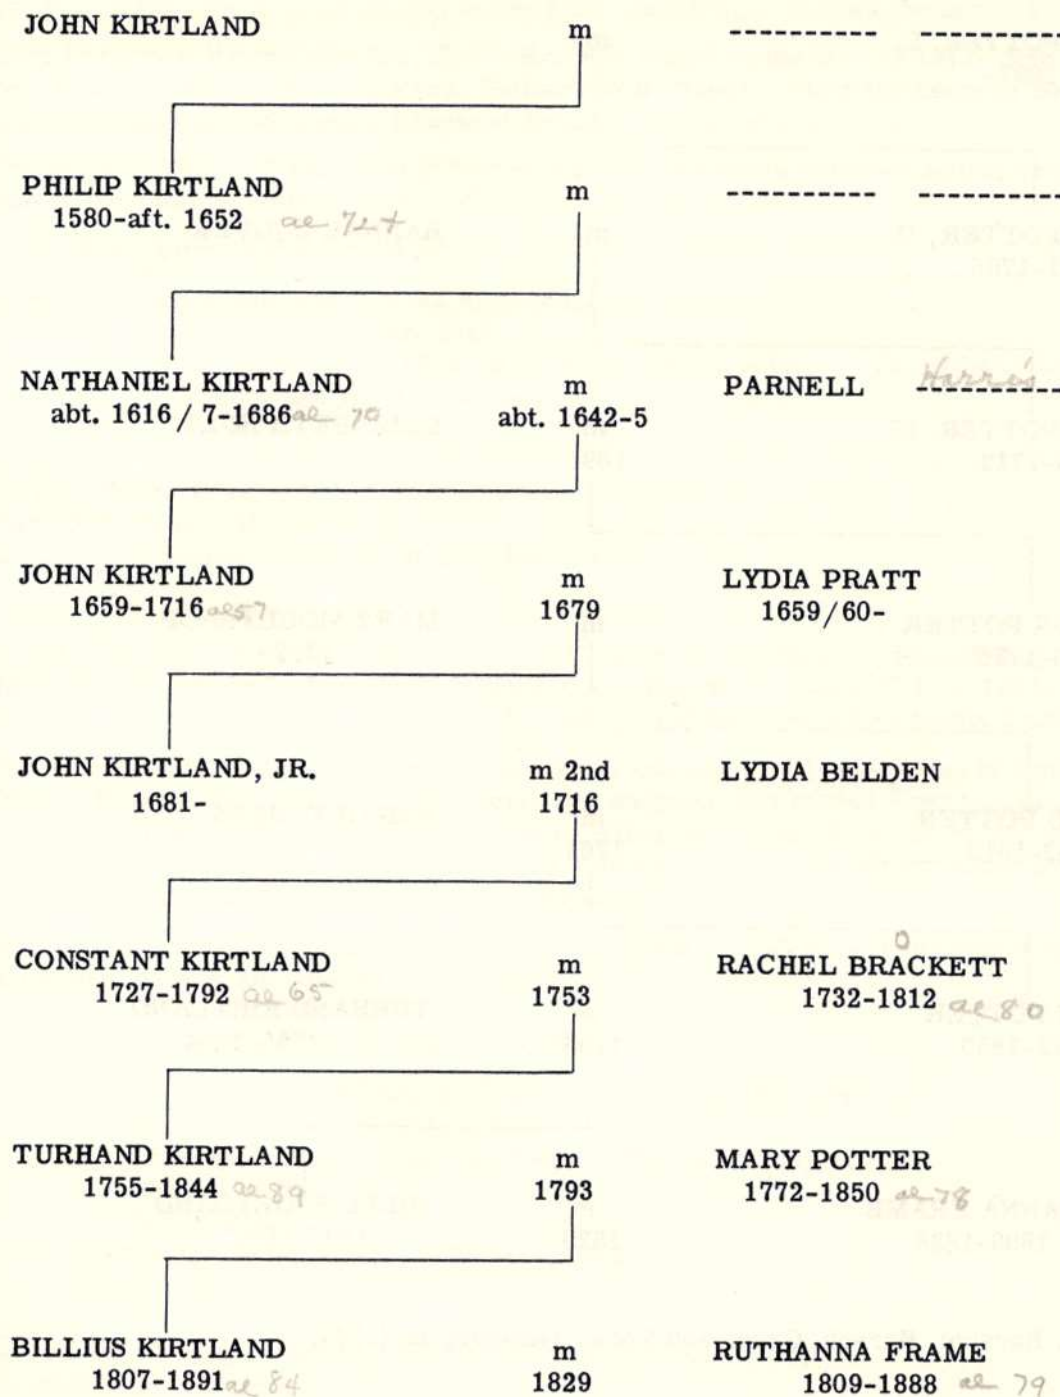 JOHN KIRTLAND m --------- ---------
PHILIP KIRTLAND m --------- ---------
1580-aft. 1652 ae 72+
NATHANIEL KIRTLAND m PARNELL Harris
abt. 1616 / 7-1686 ae 70 abt. 1642-5
JOHN KIRTLAND m LYDIA PRATT
1659-1716 ae 57 1679 1659/60-
JOHN KIRTLAND, JR. m 2nd LYDIA BELDEN
1681- 1716
O
CONSTANT KIRTLAND m RACHEL BRACKETT
1727-1792 ae 65 1753 1732-1812 ae 80
TURHAND KIRTLAND m MARY POTTER
1755-1844 ae 89 1793 1772-1850 ae 78
BILLIUS KIRTLAND m RUTHANNA FRAME
1807-1891 ae 84 1829 1809-1888 ae 79